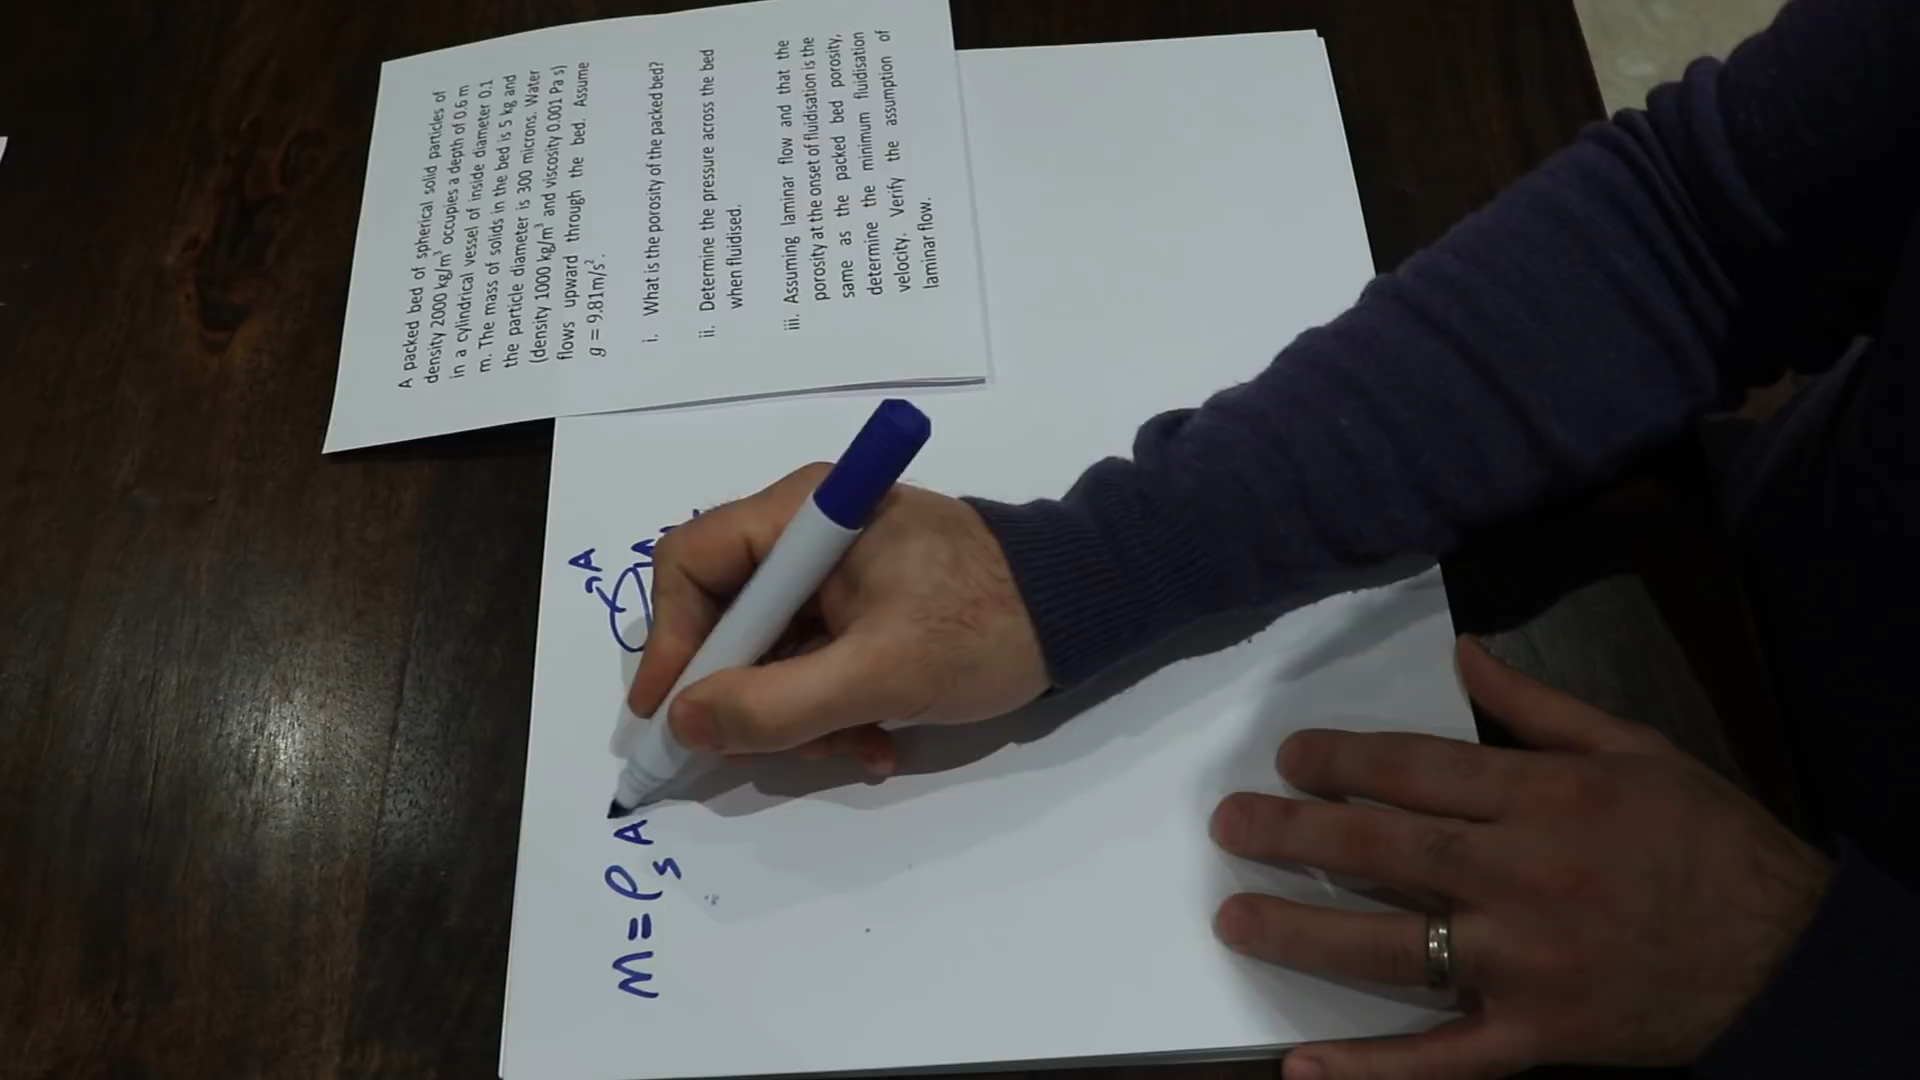 A packed bed of spherical solid particles of
density 2000 kg/m³ occupies a depth of 0.6 m
in a cylindrical vessel of inside diameter 0.1
m. The mass of solids in the bed is 5 kg and
the particle diameter is 300 microns. Water
(density 1000 kg/m³ and viscosity 0.001 Pa s)
flows upward through the bed. Assume
g = 9.81m/s².
i. What is the porosity of the packed bed?
ii. Determine the pressure across the bed
when fluidised.
iii. Assuming laminar flow and that the
porosity at the onset of fluidisation is the
same as the packed bed porosity,
determine the minimum fluidisation
velocity. Verify the assumption of
laminar flow.
A
M = ρs A